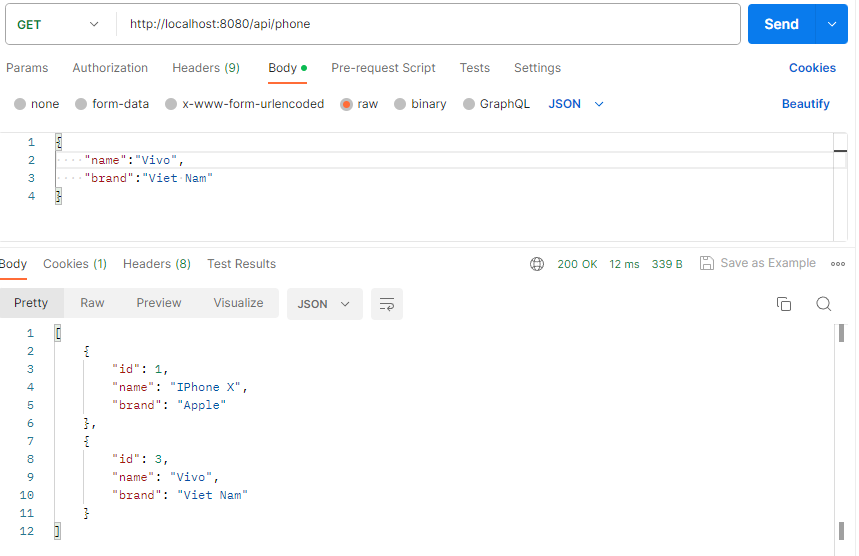 GET http://localhost:8080/api/phone Send
Params Authorization Headers (9) Body Pre-request Script Tests Settings Cookies
none form-data x-www-form-urlencoded raw binary GraphQL JSON Beautify
1 {
2 "name":"Vivo",
3 "brand":"Viet Nam"
4 }
Body Cookies (1) Headers (8) Test Results 200 OK 12 ms 339 B Save as Example
Pretty Raw Preview Visualize JSON
1 [
2 {
3 "id": 1,
4 "name": "IPhone X",
5 "brand": "Apple"
6 },
7 {
8 "id": 3,
9 "name": "Vivo",
10 "brand": "Viet Nam"
11 }
12 ]